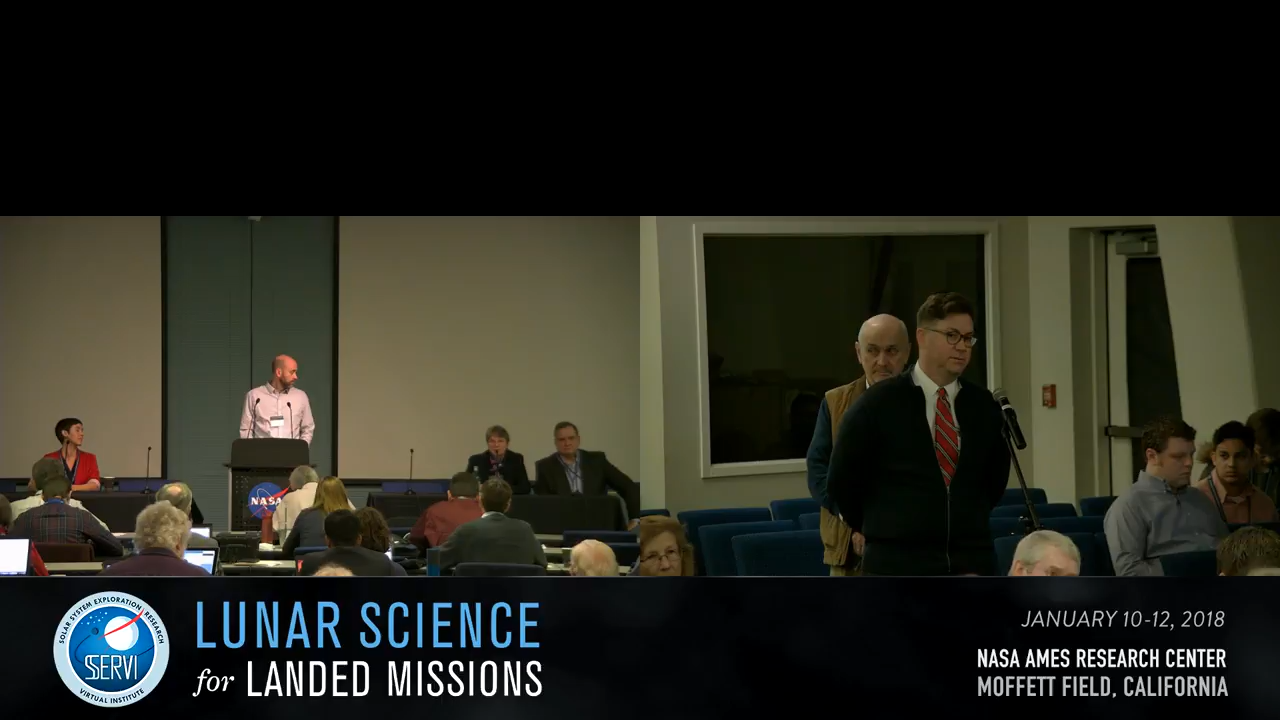 NASA
SOLAR SYSTEM EXPLORATION RESEARCH
SSERVI
VIRTUAL INSTITUTE
LUNAR SCIENCE
for LANDED MISSIONS
JANUARY 10-12, 2018
NASA AMES RESEARCH CENTER
MOFFETT FIELD, CALIFORNIA